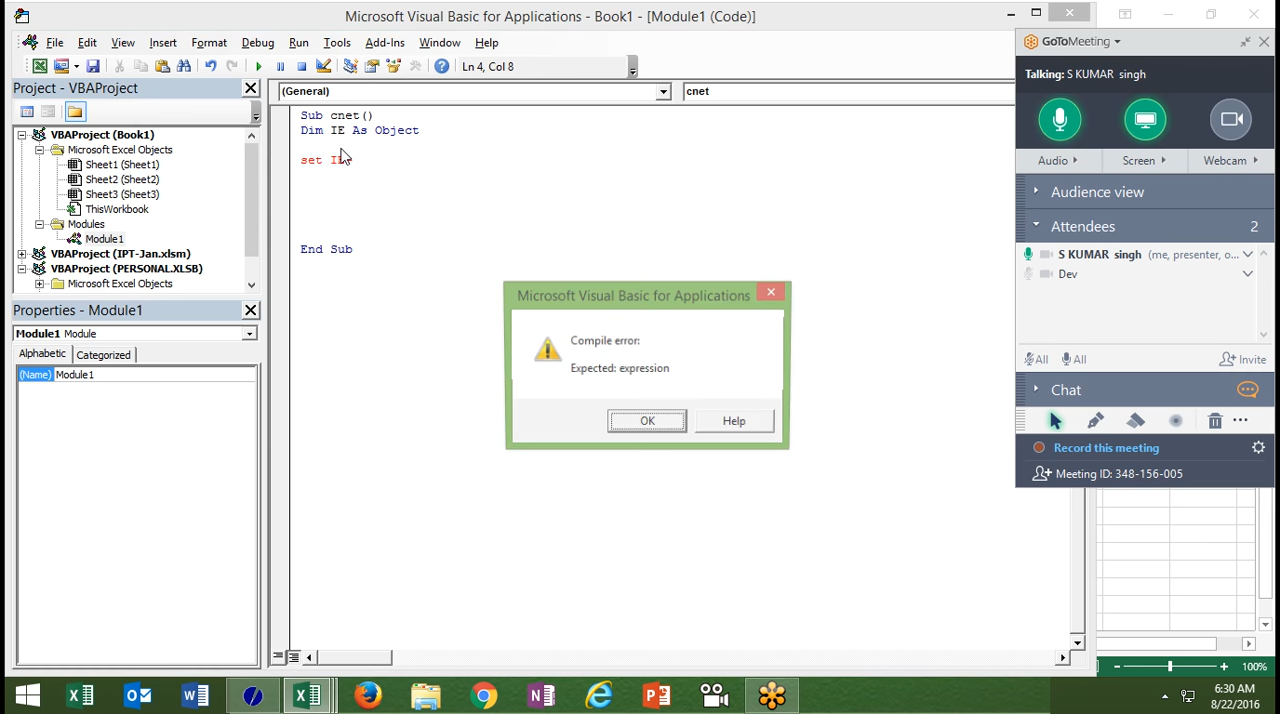 Microsoft Visual Basic for Applications - Book1 - [Module1 (Code)]
File Edit View Insert Format Debug Run Tools Add-Ins Window Help
Ln 4, Col 8
Project - VBAProject
VBAProject (Book1)
Microsoft Excel Objects
Sheet1 (Sheet1)
Sheet2 (Sheet2)
Sheet3 (Sheet3)
ThisWorkbook
Modules
Module1
VBAProject (IPT-Jan.xlsm)
VBAProject (PERSONAL.XLSB)
Microsoft Excel Objects
Properties - Module1
Module1 Module
Alphabetic Categorized
(Name) Module1
(General) cnet
Sub cnet()
Dim IE As Object
set IE
End Sub
Microsoft Visual Basic for Applications
Compile error:
Expected: expression
OK Help
GoToMeeting
Talking: S KUMAR singh
Audio Screen Webcam
Audience view
Attendees 2
S KUMAR singh (me, presenter, o...
Dev
All All Invite
Chat
Record this meeting
Meeting ID: 348-156-005
100%
6:30 AM
8/22/2016